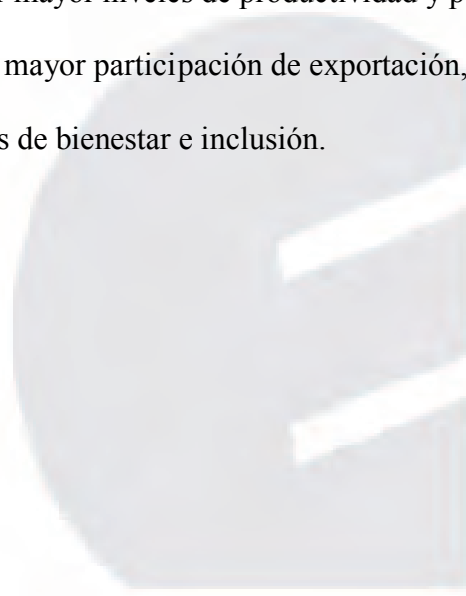 mayor niveles de productividad y
mayor participación de exportación,
de bienestar e inclusión.